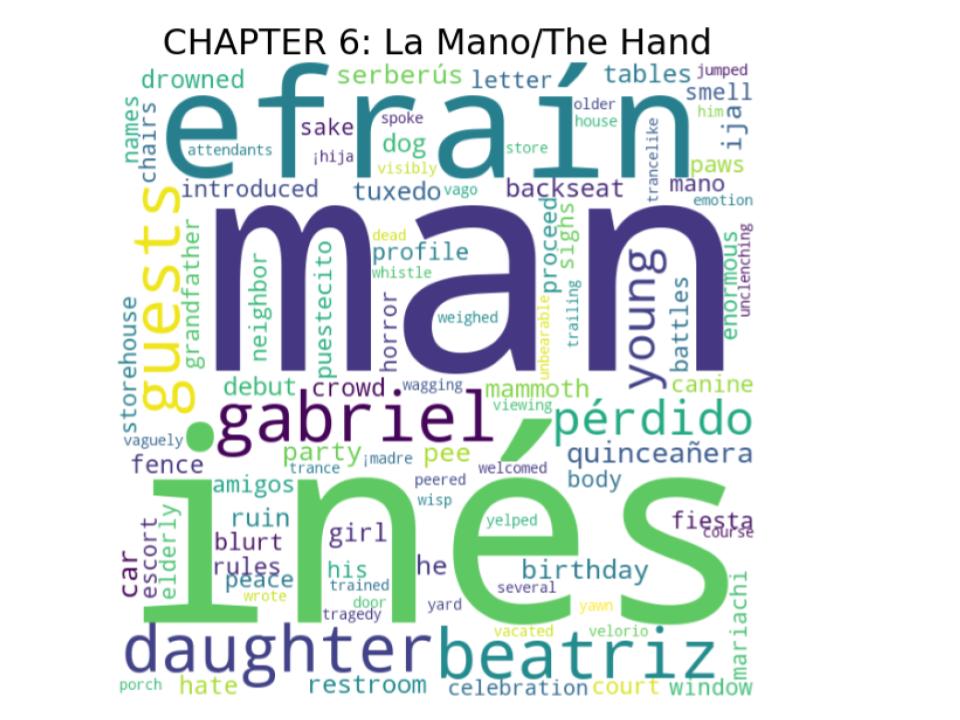 CHAPTER 6: La Mano/The Hand
drowned serberús letter tables jumped
efraín smell
names chairs sake spoke older house him ija
attendants ¡hija dog visibly store trancelike paws
introduced tuxedo vago backseat mano emotion
guests man
grandfather neighbor puestecito dead profile whistle horror weighed proceed sighs trailing unbearable young battles enormous unclenching
storehouse debut crowd wagging mammoth canine
gabriel viewing pérdido
vaguely party ¡madre pee quinceañera
fence trance peered welcomed body
amigos wisp
inés
ruin girl yelped fiesta
car escort elderly blurt course
rules peace his he birthday
wrote trained several
door yard yawn
tragedy mariachi
daughter beatriz vacated velorio
porch hate restroom celebration court window